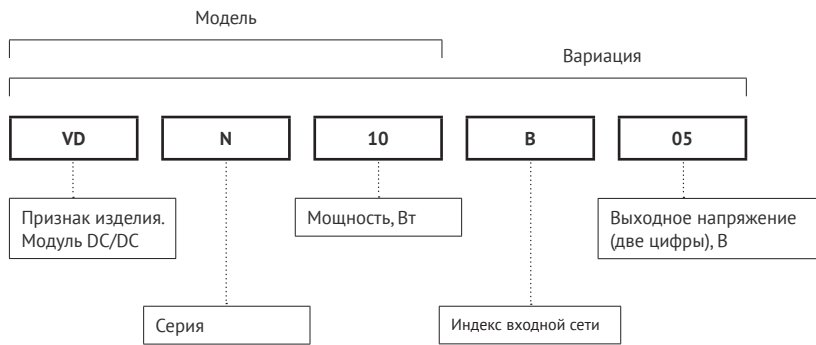 Модель
Вариация
VD N 10 B 05
Признак изделия.
Модуль DC/DC
Мощность, Вт
Выходное напряжение
(две цифры), В
Серия
Индекс входной сети